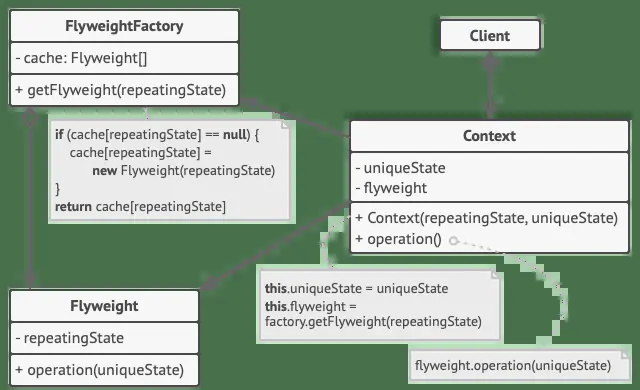 FlyweightFactory
- cache: Flyweight[]
+ getFlyweight(repeatingState)
if (cache[repeatingState] == null) {
cache[repeatingState] =
new Flyweight(repeatingState)
}
return cache[repeatingState]
Client
Context
- uniqueState
- flyweight
+ Context(repeatingState, uniqueState)
+ operation()
this.uniqueState = uniqueState
this.flyweight =
factory.getFlyweight(repeatingState)
flyweight.operation(uniqueState)
Flyweight
- repeatingState
+ operation(uniqueState)